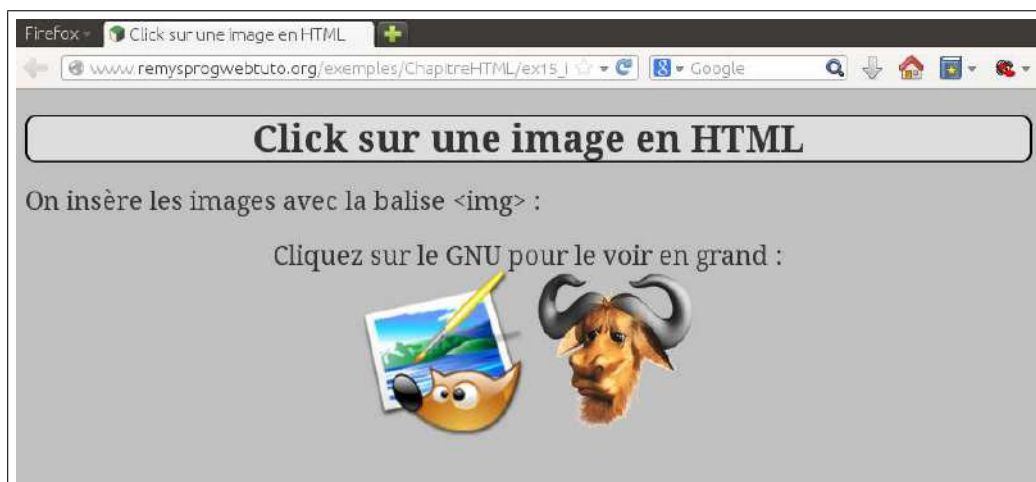 Firefox
Click sur une image en HTML
www.remysprogwebtuto.org/exemples/ChapitreHTML/ex15_
Google
Click sur une image en HTML
On insère les images avec la balise <img> :
Cliquez sur le GNU pour le voir en grand :